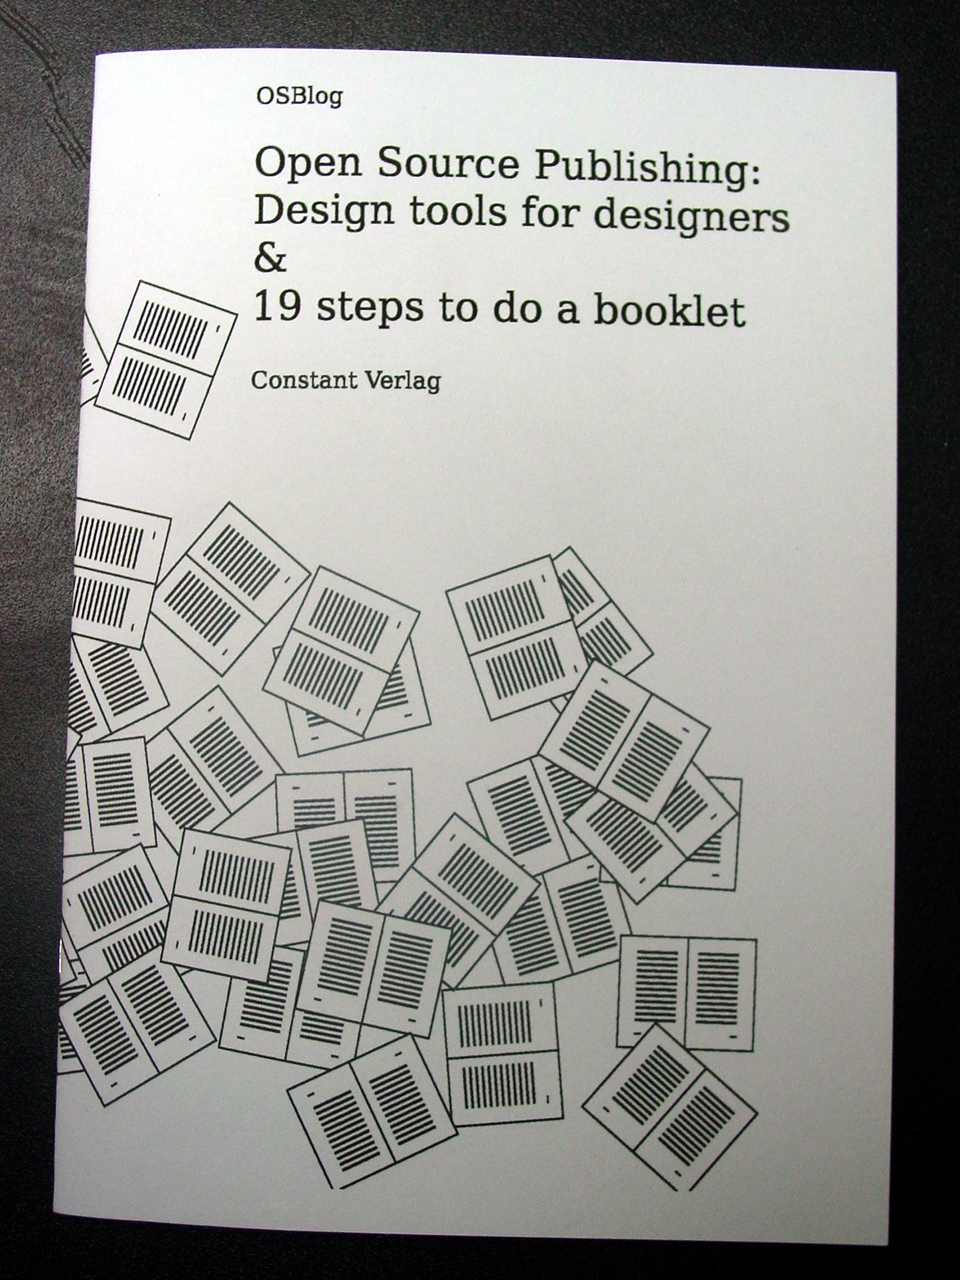 OSBlog
Open Source Publishing:
Design tools for designers
&
19 steps to do a booklet
Constant Verlag